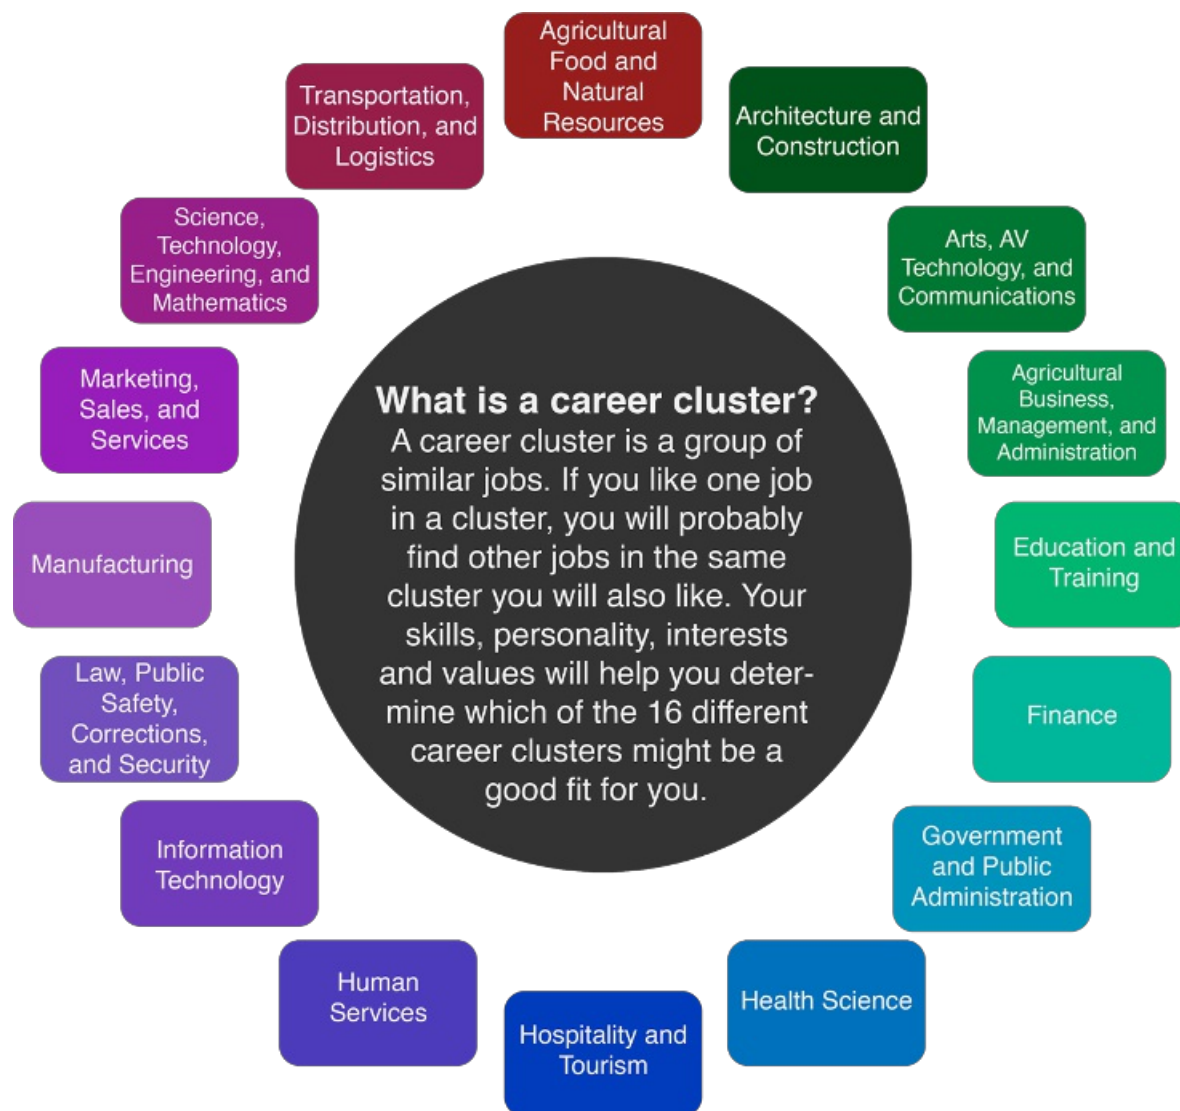 Agricultural
Food and
Natural
Resources
Architecture and
Construction
Arts, AV
Technology, and
Communications
Agricultural
Business,
Management, and
Administration
Education and
Training
Finance
Government
and Public
Administration
Health Science
Hospitality and
Tourism
Human
Services
Information
Technology
Law, Public
Safety,
Corrections,
and Security
Manufacturing
Marketing,
Sales, and
Services
Science,
Technology,
Engineering, and
Mathematics
Transportation,
Distribution, and
Logistics
What is a career cluster?
A career cluster is a group of
similar jobs. If you like one job
in a cluster, you will probably
find other jobs in the same
cluster you will also like. Your
skills, personality, interests
and values will help you deter-
mine which of the 16 different
career clusters might be a
good fit for you.